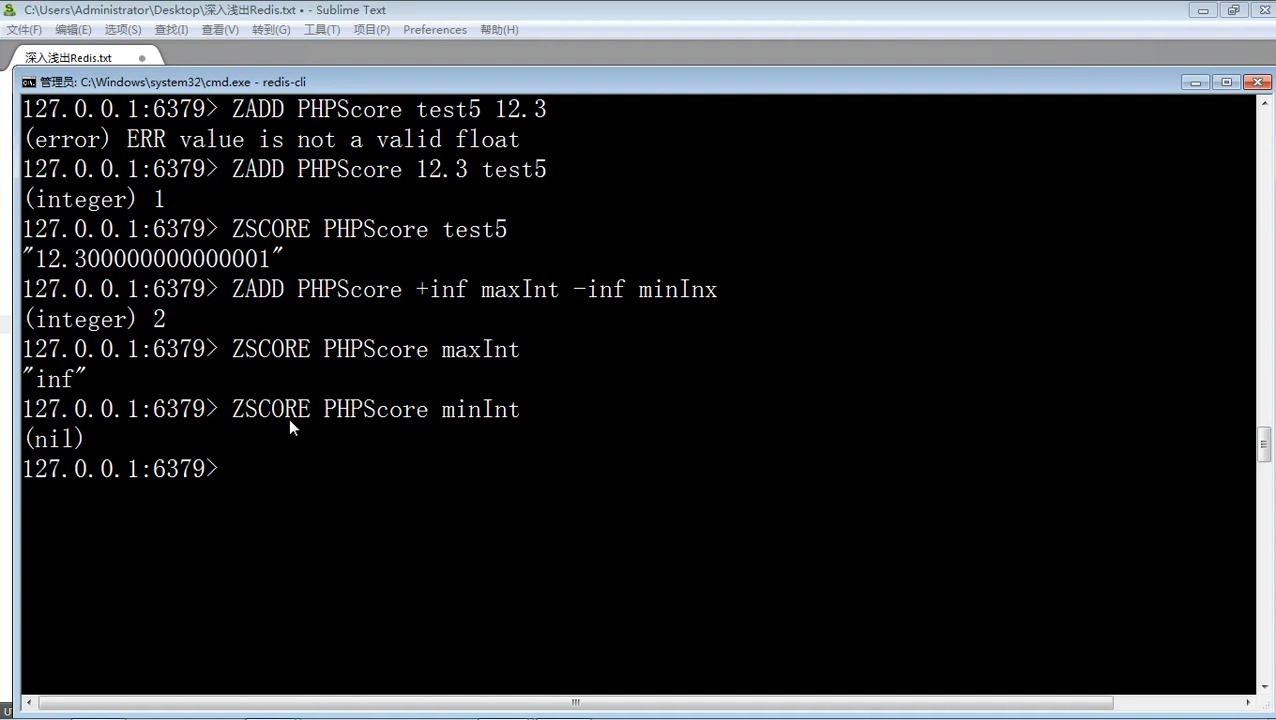 C:\Users\Administrator\Desktop\深入浅出Redis.txt • - Sublime Text
文件(F) 编辑(E) 选项(S) 查找(I) 查看(V) 转到(G) 工具(T) 项目(P) Preferences 帮助(H)
深入浅出Redis.txt
管理员: C:\Windows\system32\cmd.exe - redis-cli
127.0.0.1:6379> ZADD PHPScore test5 12.3
(error) ERR value is not a valid float
127.0.0.1:6379> ZADD PHPScore 12.3 test5
(integer) 1
127.0.0.1:6379> ZSCORE PHPScore test5
"12.300000000000001"
127.0.0.1:6379> ZADD PHPScore +inf maxInt -inf minInx
(integer) 2
127.0.0.1:6379> ZSCORE PHPScore maxInt
"inf"
127.0.0.1:6379> ZSCORE PHPScore minInt
(nil)
127.0.0.1:6379>